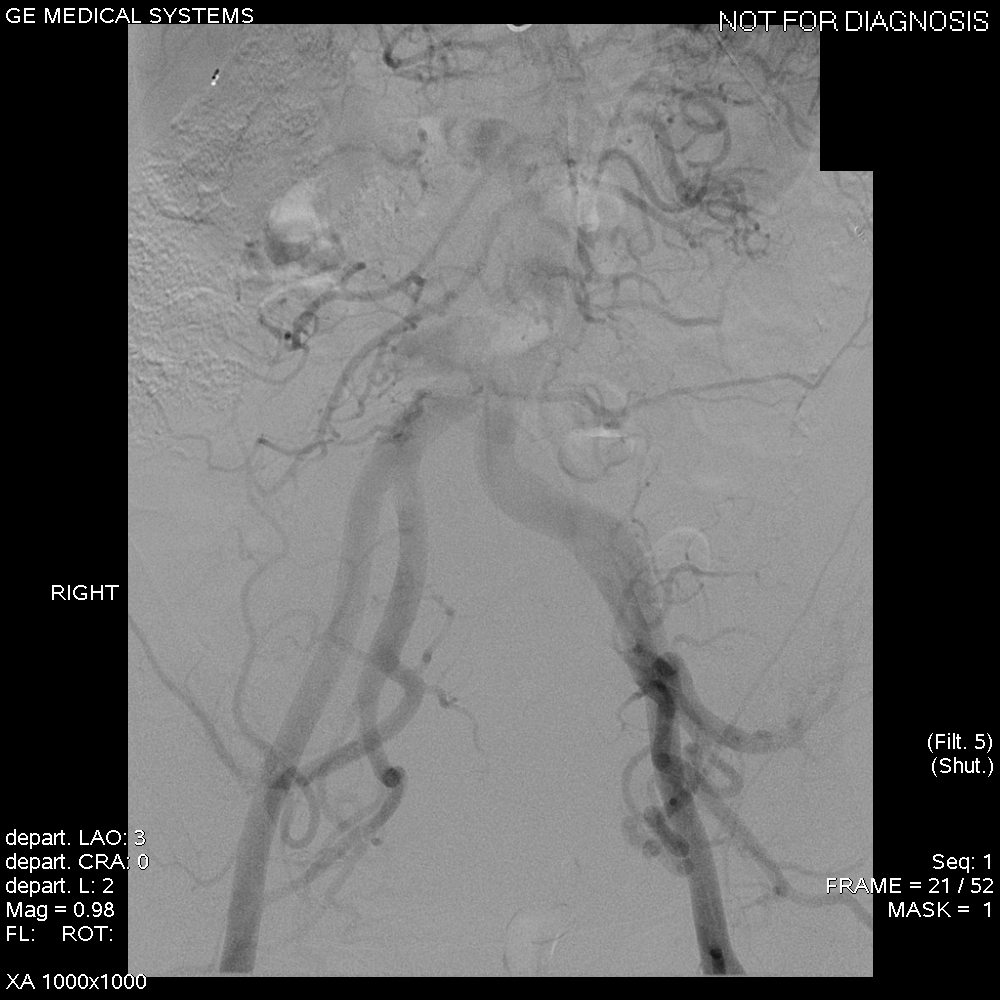 GE MEDICAL SYSTEMS
NOT FOR DIAGNOSIS
RIGHT
(Filt. 5)
(Shut.)
depart. LAO: 3
depart. CRA: 0
depart. L: 2
Mag = 0.98
FL: ROT:
Seq: 1
FRAME = 21 / 52
MASK = 1
XA 1000x1000